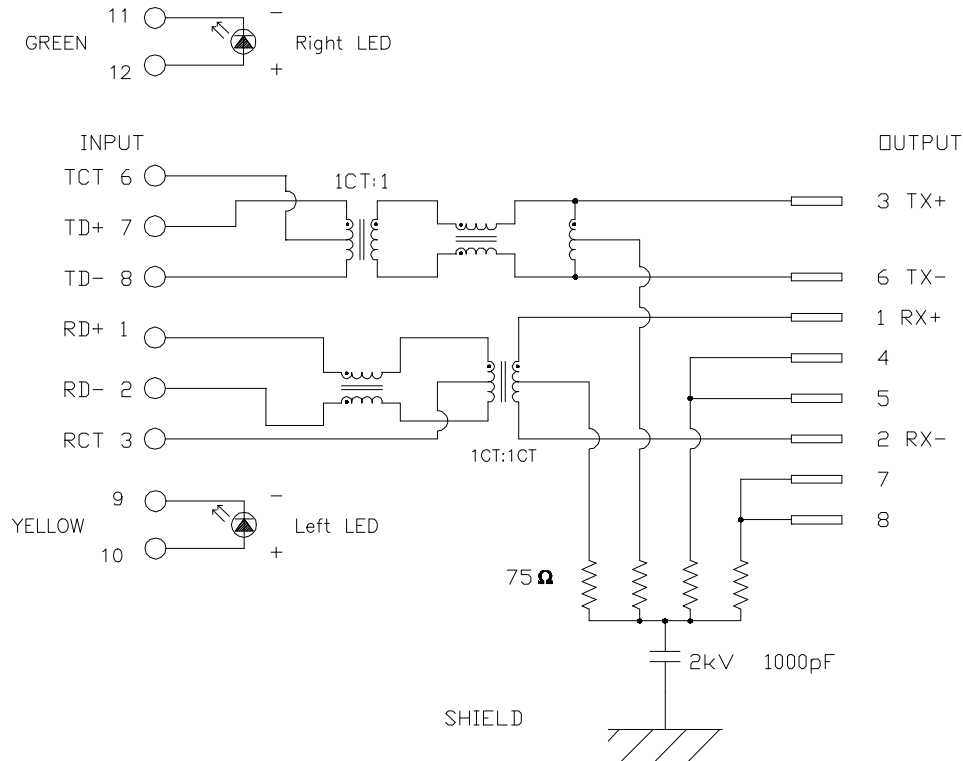 11 −
GREEN Right LED
12 +
INPUT OUTPUT
TCT 6 1CT:1
3 TX+
TD+ 7
TD- 8 6 TX-
1 RX+
RD+ 1
4
RD- 2 5
RCT 3 2 RX-
1CT:1CT
7
9 −
YELLOW Left LED 8
10 +
75Ω
2kV 1000pF
SHIELD